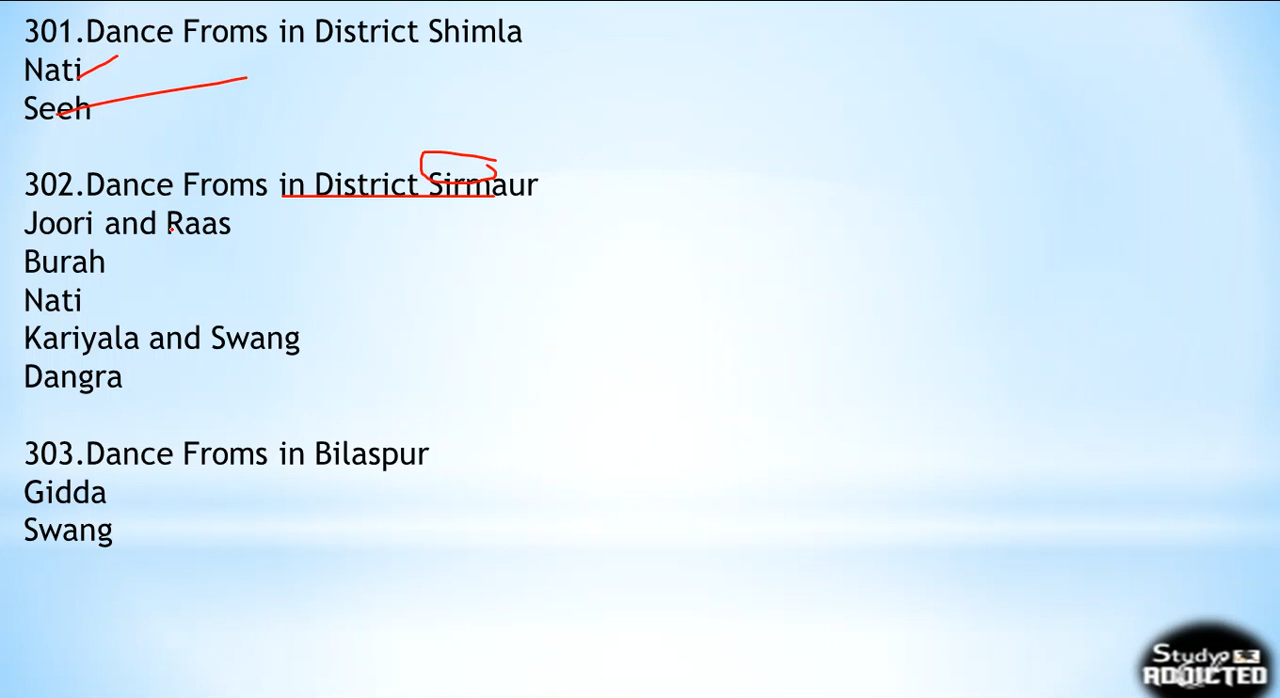 301.Dance Froms in District Shimla
Nati
Seeh
302.Dance Froms in District Sirmaur
Joori and Raas
Burah
Nati
Kariyala and Swang
Dangra
303.Dance Froms in Bilaspur
Gidda
Swang
Study
ADDICTED